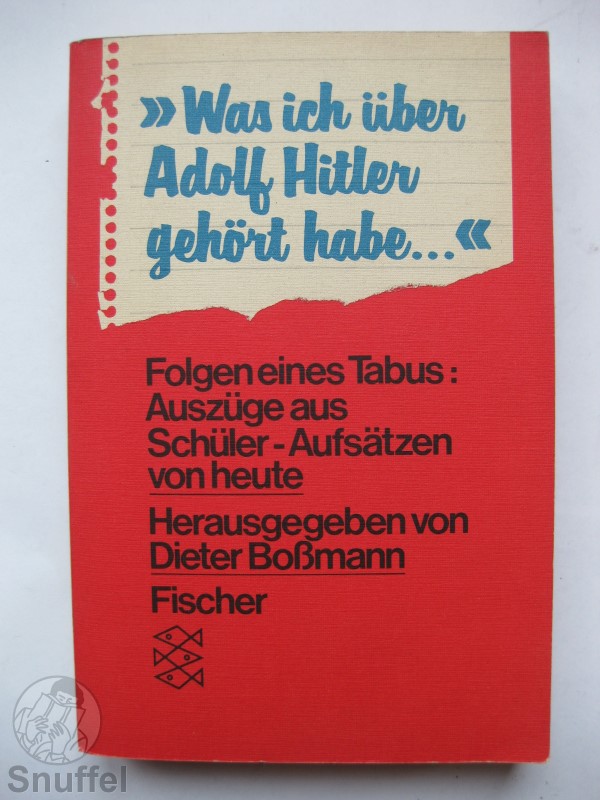 »Was ich über
Adolf Hitler
gehört habe...«
Folgen eines Tabus:
Auszüge aus
Schüler-Aufsätzen
von heute
Herausgegeben von
Dieter Boßmann
Fischer
Snuffel